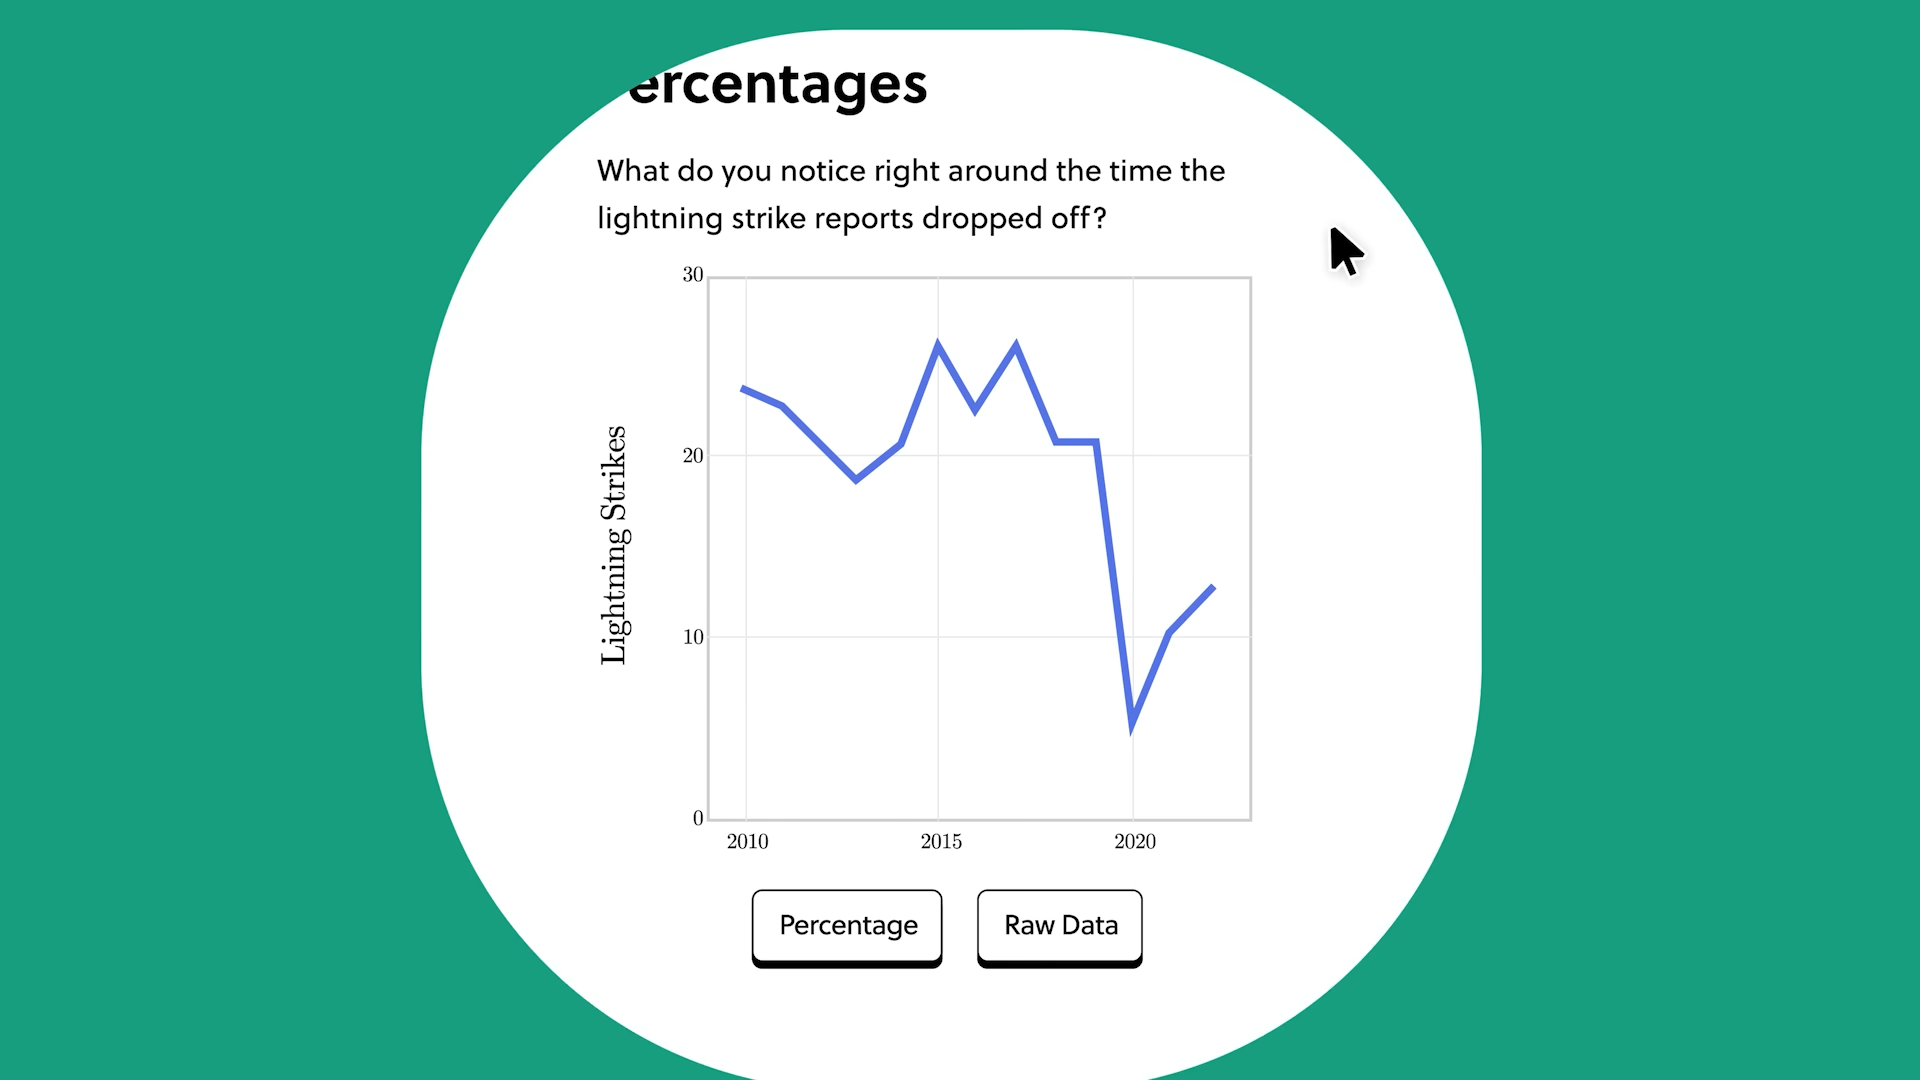 ercentages
What do you notice right around the time the
lightning strike reports dropped off?
30
20
10
0
Lightning Strikes
2010 2015 2020
Percentage Raw Data